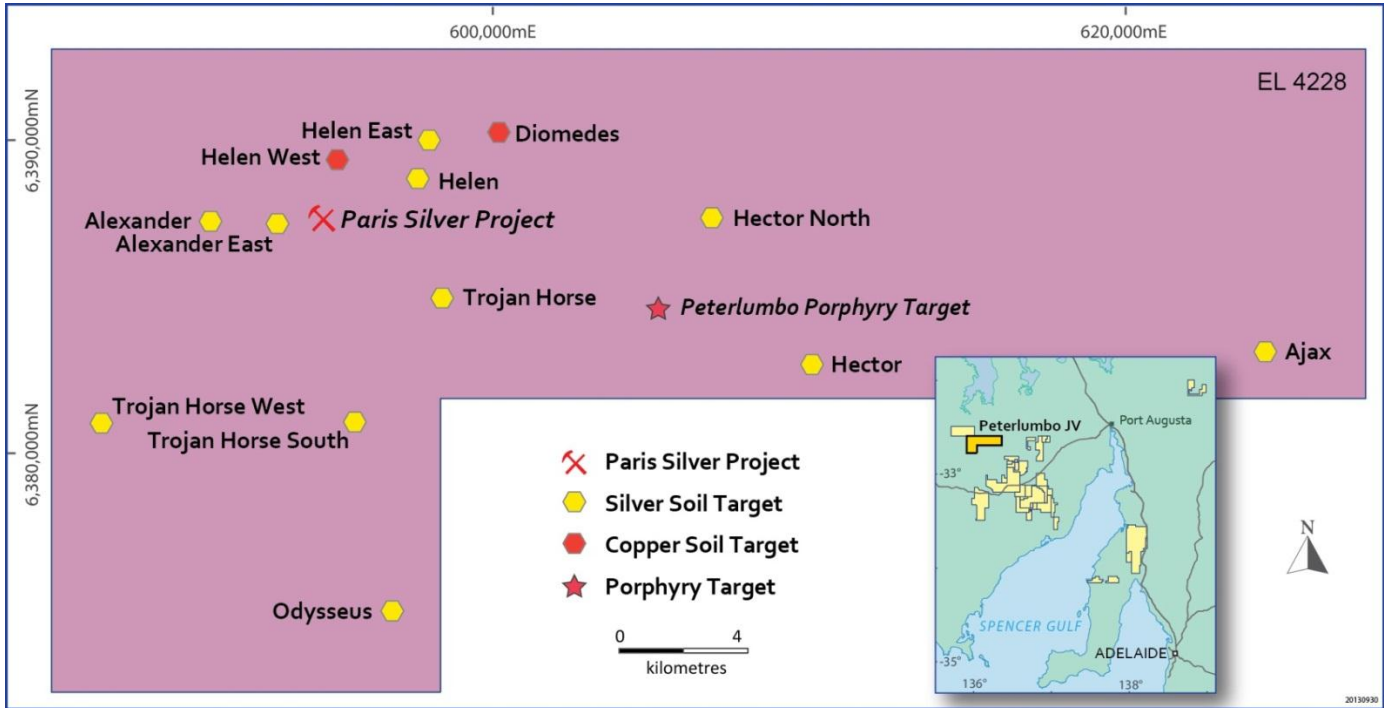 600,000mE
620,000mE
EL 4228
6,390,000mN
6,380,000mN
Helen East
Diomedes
Helen West
Helen
Alexander
Paris Silver Project
Hector North
Alexander East
Trojan Horse
Peterlumbo Porphyry Target
Hector
Ajax
Trojan Horse West
Trojan Horse South
Odysseus
Paris Silver Project
Silver Soil Target
Copper Soil Target
Porphyry Target
0 4
kilometres
Peterlumbo JV
Port Augusta
-33°
SPENCER GULF
ADELAIDE
-35°
136°
138°
N
20130930